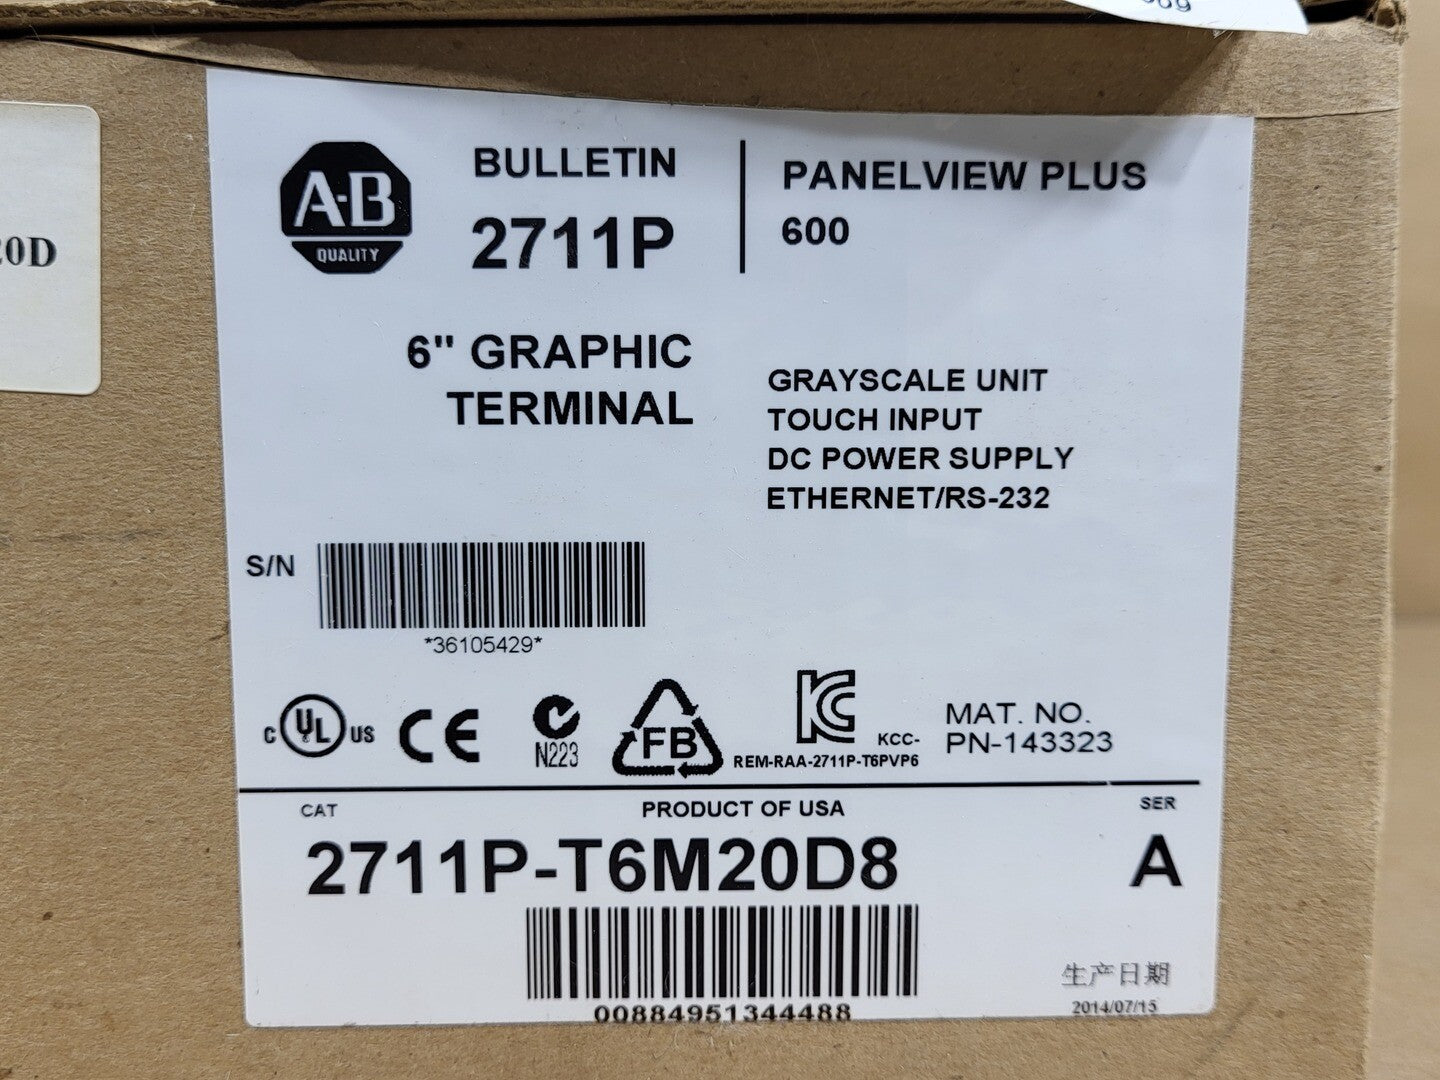 20D
A-B
QUALITY
BULLETIN
2711P
PANELVIEW PLUS
600
6" GRAPHIC
TERMINAL
GRAYSCALE UNIT
TOUCH INPUT
DC POWER SUPPLY
ETHERNET/RS-232
S/N
*36105429*
C UL US
CE
N223
FB
KCC-
REM-RAA-2711P-T6PVP6
MAT. NO.
PN-143323
CAT
PRODUCT OF USA
SER
2711P-T6M20D8
A
00884951344488
生产日期
2014/07/15